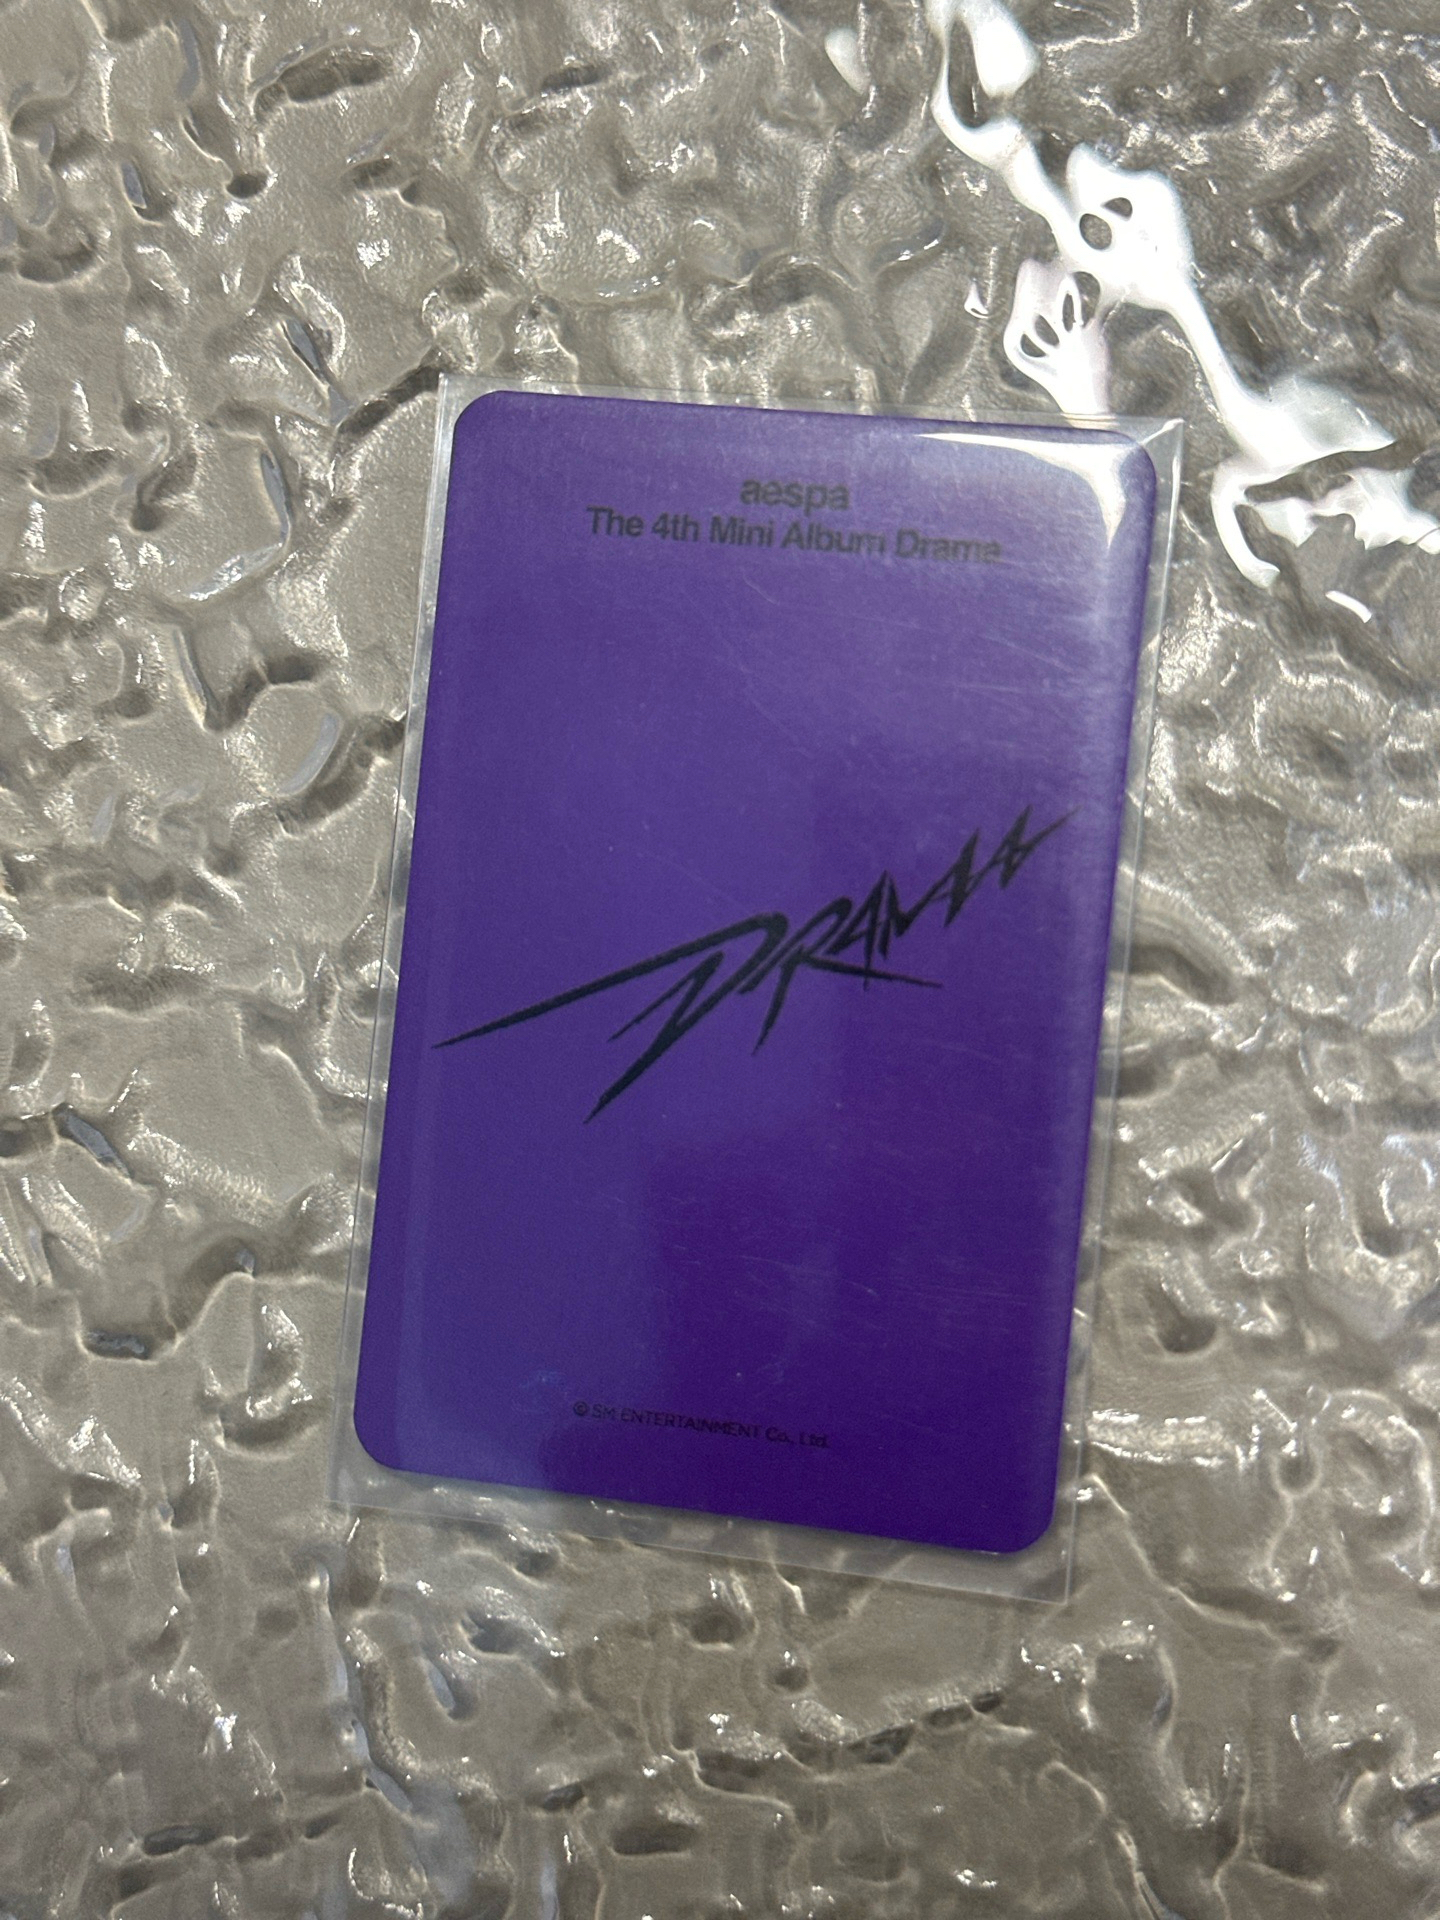 aespa
The 4th Mini Album Drama
DRAMA
© SM ENTERTAINMENT Co., Ltd.